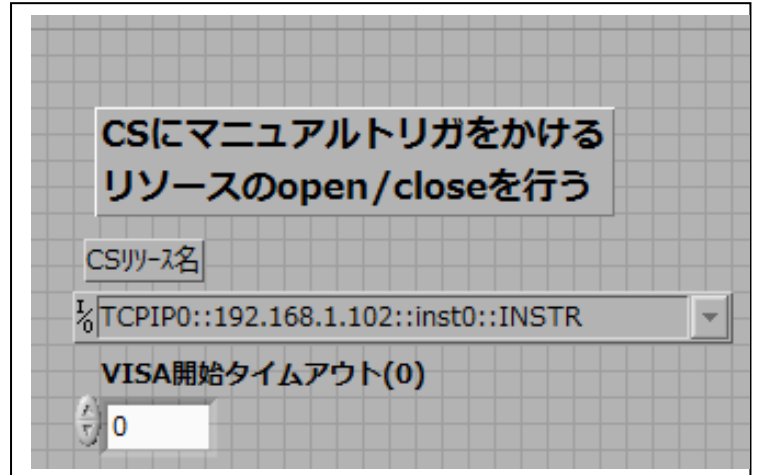 CSにマニュアルトリガをかける
リソースのopen/closeを行う
CSﾘｿｰｽ名
I/O TCPIP0::192.168.1.102::inst0::INSTR
VISA開始タイムアウト(0)
0